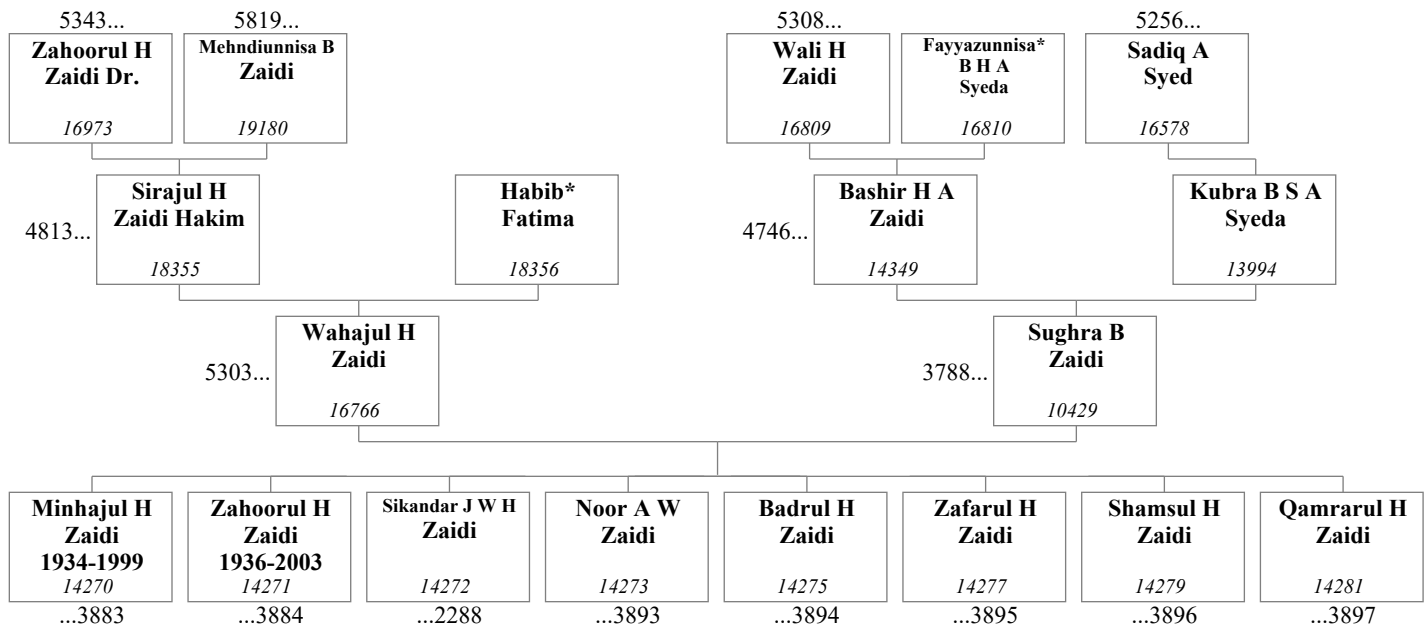 5343...
5819...
5308...
5256...
Zahoorul H
Zaidi Dr.
16973
Mehndiunnisa B
Zaidi
19180
Wali H
Zaidi
16809
Fayyazunnisa*
B H A
Syeda
16810
Sadiq A
Syed
16578
4813...
Sirajul H
Zaidi Hakim
18355
Habib*
Fatima
18356
4746...
Bashir H A
Zaidi
14349
Kubra B S A
Syeda
13994
5303...
Wahajul H
Zaidi
16766
3788...
Sughra B
Zaidi
10429
Minhajul H
Zaidi
1934-1999
14270
...3883
Zahoorul H
Zaidi
1936-2003
14271
...3884
Sikandar J W H
Zaidi
14272
...2288
Noor A W
Zaidi
14273
...3893
Badrul H
Zaidi
14275
...3894
Zafarul H
Zaidi
14277
...3895
Shamsul H
Zaidi
14279
...3896
Qamrarul H
Zaidi
14281
...3897